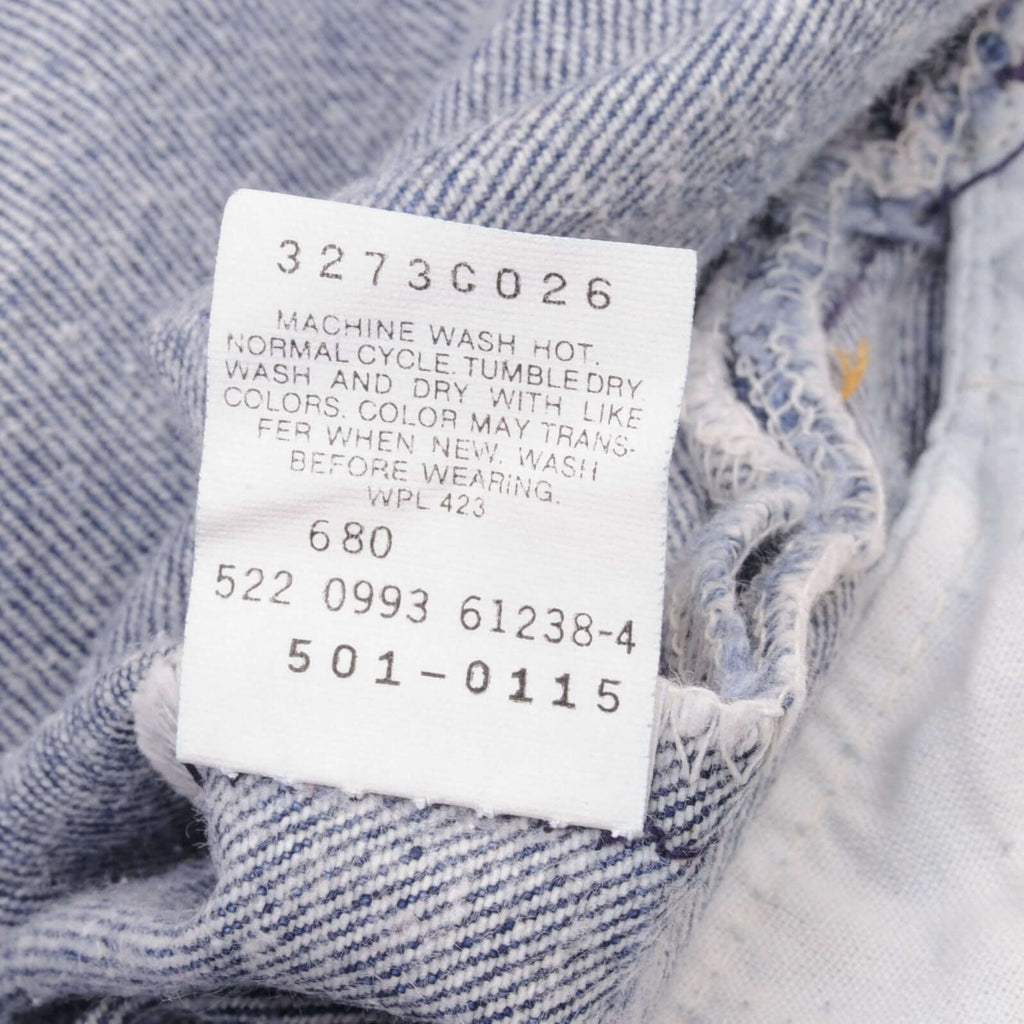 3273C026
MACHINE WASH HOT.
NORMAL CYCLE. TUMBLE DRY
WASH AND DRY WITH LIKE
COLORS. COLOR MAY TRANS-
FER WHEN NEW. WASH
BEFORE WEARING.
WPL 423
680
522 0993 61238-4
501-0115